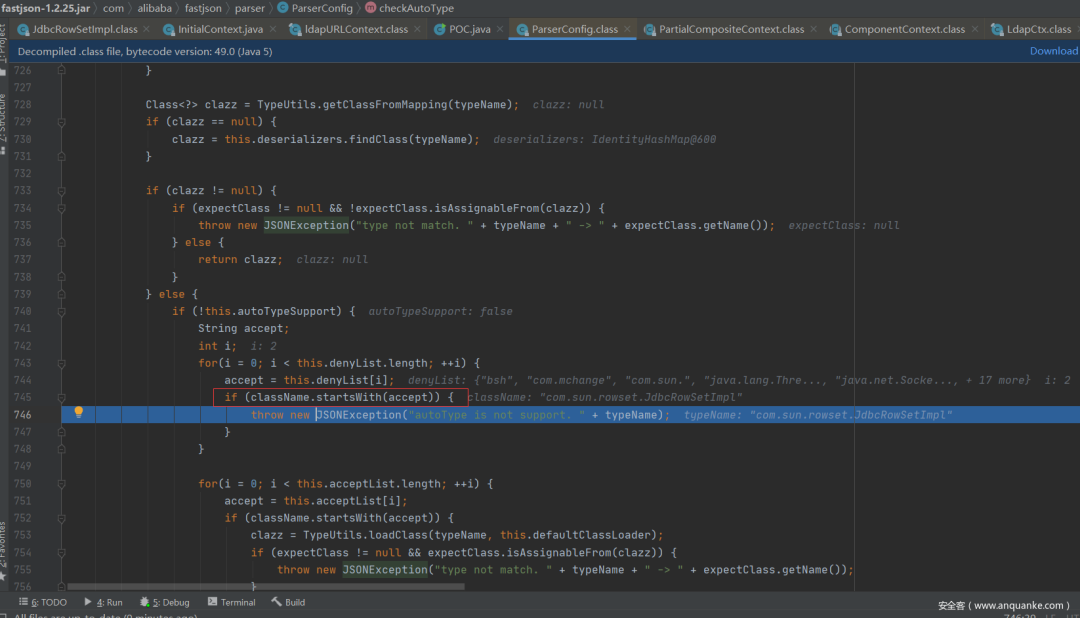 fastjson-1.2.25.jar com alibaba fastjson parser ParserConfig checkAutoType
JdbcRowSetImpl.class InitialContext.java ldapURLContext.class POC.java ParserConfig.class PartialCompositeContext.class ComponentContext.class LdapCtx.class
Decompiled .class file, bytecode version: 49.0 (Java 5) Download
726 }
727
728 Class<?> clazz = TypeUtils.getClassFromMapping(typeName); clazz: null
729 if (clazz == null) {
730 clazz = this.deserializers.findClass(typeName); deserializers: IdentityHashMap@600
731 }
732
733 if (clazz != null) {
734 if (expectClass != null && !expectClass.isAssignableFrom(clazz)) {
735 throw new JSONException("type not match. " + typeName + " -> " + expectClass.getName()); expectClass: null
736 } else {
737 return clazz; clazz: null
738 }
739 } else {
740 if (!this.autoTypeSupport) { autoTypeSupport: false
741 String accept;
742 int i; i: 2
743 for(i = 0; i < this.denyList.length; ++i) {
744 accept = this.denyList[i]; denyList: {"bsh", "com.mchange", "com.sun.", "java.lang.Thre..., "java.net.Socke..., + 17 more} i: 2
745 if (className.startsWith(accept)) { className: "com.sun.rowset.JdbcRowSetImpl"
746 throw new JSONException("autoType is not support. " + typeName); typeName: "com.sun.rowset.JdbcRowSetImpl"
747 }
748 }
749
750 for(i = 0; i < this.acceptList.length; ++i) {
751 accept = this.acceptList[i];
752 if (className.startsWith(accept)) {
753 clazz = TypeUtils.loadClass(typeName, this.defaultClassLoader);
754 if (expectClass != null && expectClass.isAssignableFrom(clazz)) {
755 throw new JSONException("type not match. " + typeName + " -> " + expectClass.getName());
756 }
1: Project
7: Structure
2: Favorites
6: TODO 4: Run 5: Debug Terminal Build
安全客（www.anquanke.com）